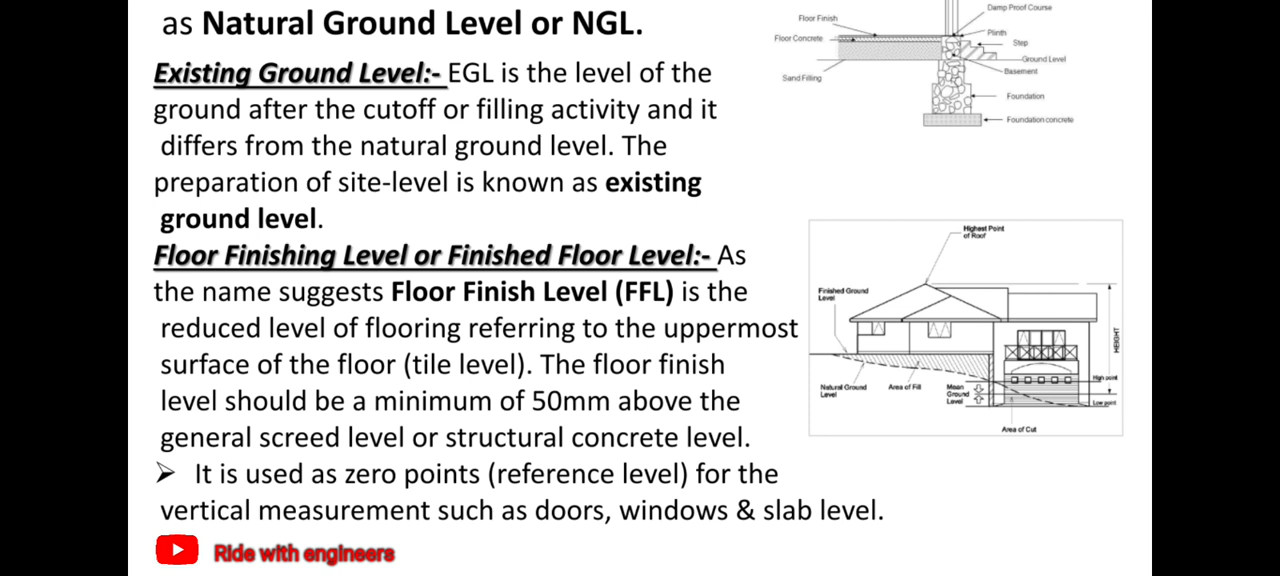 as Natural Ground Level or NGL.
Existing Ground Level:- EGL is the level of the
ground after the cutoff or filling activity and it
differs from the natural ground level. The
preparation of site-level is known as existing
ground level.
Floor Finishing Level or Finished Floor Level:- As
the name suggests Floor Finish Level (FFL) is the
reduced level of flooring referring to the uppermost
surface of the floor (tile level). The floor finish
level should be a minimum of 50mm above the
general screed level or structural concrete level.
➢ It is used as zero points (reference level) for the
vertical measurement such as doors, windows & slab level.
Ride with engineers
Damp Proof Course
Floor Finish
Plinth
Floor Concrete
Step
Ground Level
Basement
Sand Filling
Foundation
Foundation concrete
Highest Point
of Roof
Finished Ground
Level
HEIGHT
High point
Natural Ground
Level
Area of Fill
Mean
Ground
Level
Low point
Area of Cut